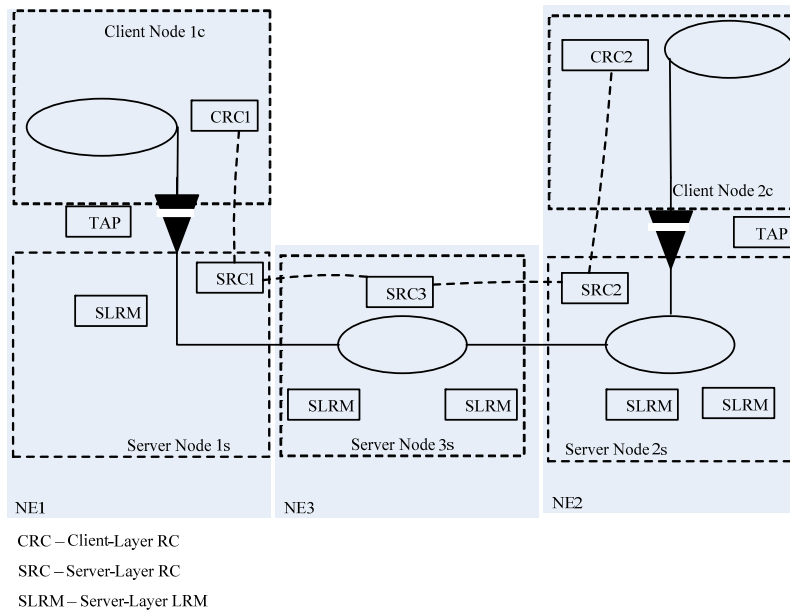 Client Node 1c
CRC1
CRC2
Client Node 2c
TAP
TAP
SRC1
SRC3
SRC2
SLRM
SLRM
SLRM
SLRM
SLRM
Server Node 1s
Server Node 3s
Server Node 2s
NE1
NE3
NE2
CRC – Client-Layer RC
SRC – Server-Layer RC
SLRM – Server-Layer LRM